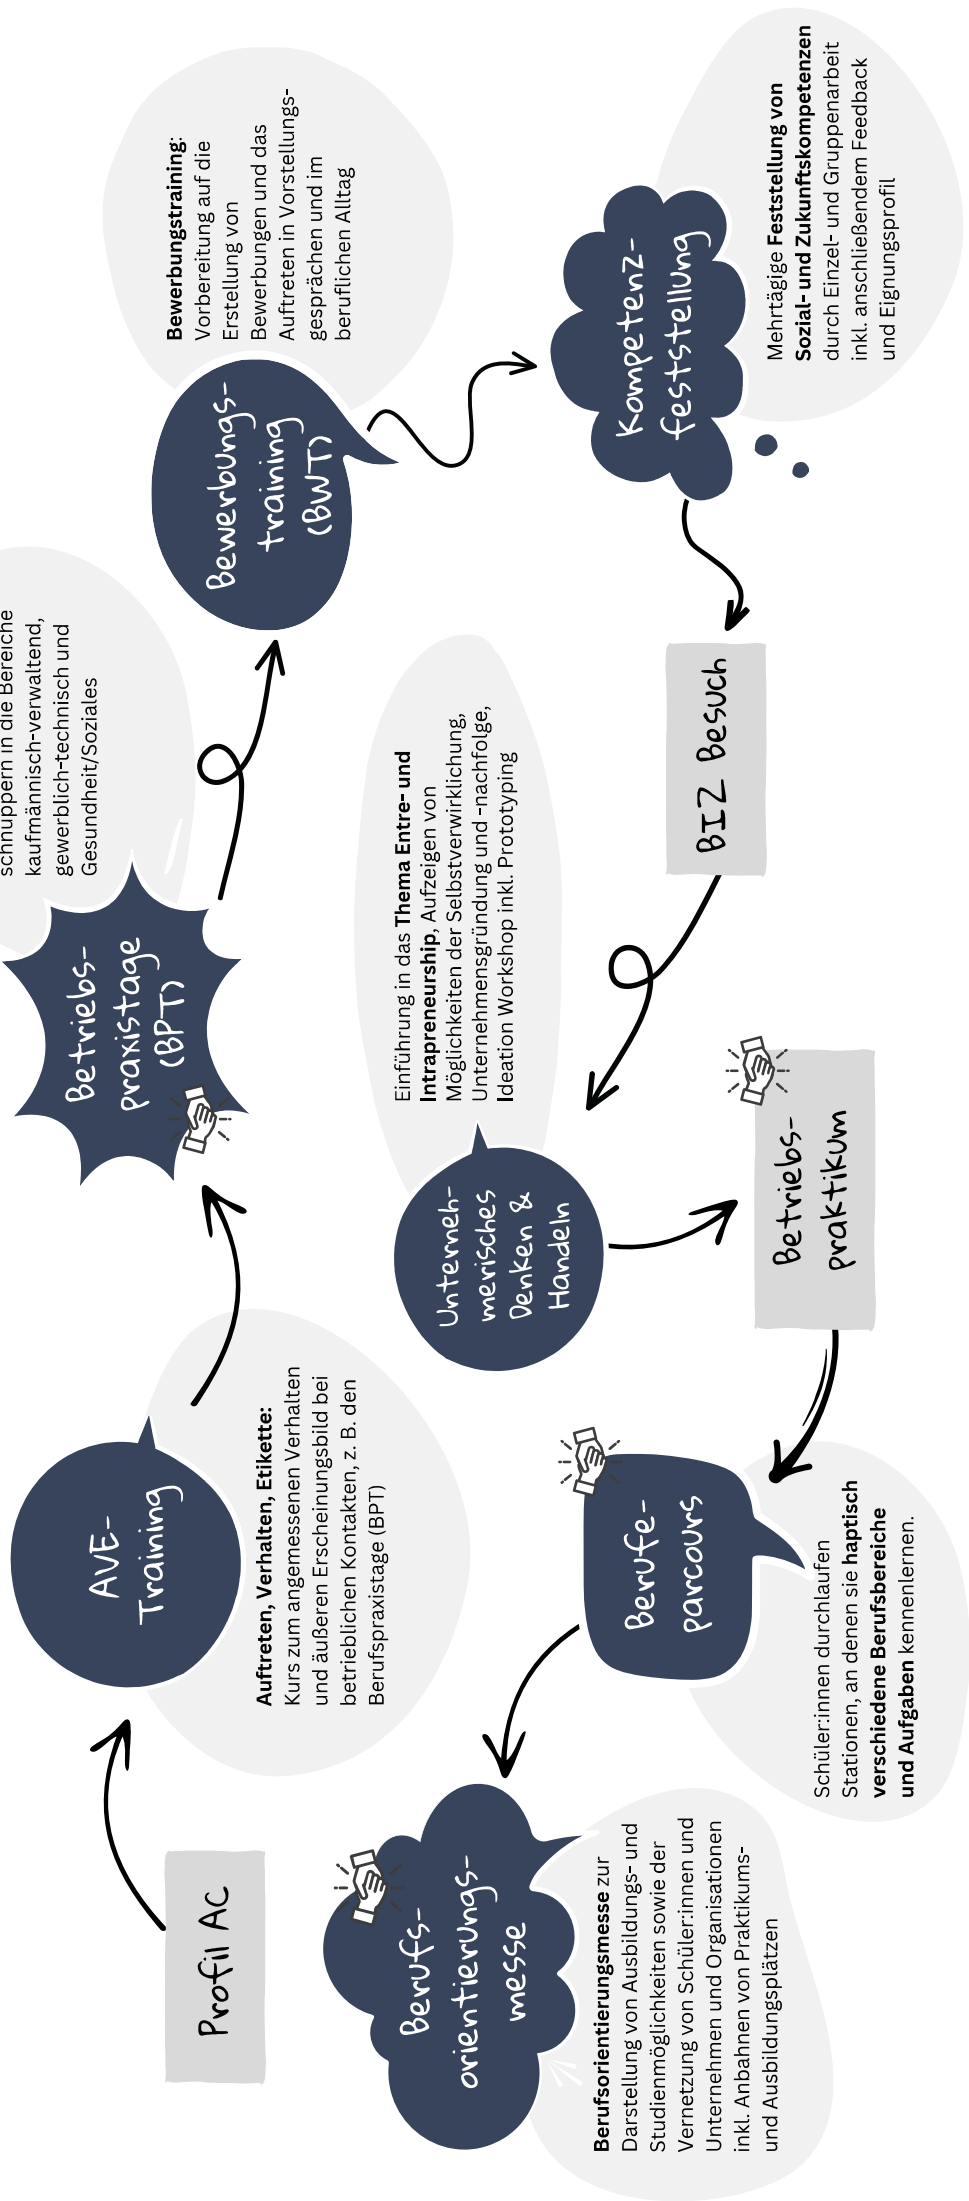 Profil AC
AVE-
Training
Auftreten, Verhalten, Etikette:
Kurs zum angemessenen Verhalten
und äußeren Erscheinungsbild bei
betrieblichen Kontakten, z. B. den
Berufspraxistage (BPT)
Betriebs-
praxistage
(BPT)
schnuppern in die Bereiche
kaufmännisch-verwaltend,
gewerblich-technisch und
Gesundheit/Soziales
Bewerbungs-
training
(BWT)
Bewerbungstraining:
Vorbereitung auf die
Erstellung von
Bewerbungen und das
Auftreten in Vorstellungs-
gesprächen und im
beruflichen Alltag
Kompetenz-
feststellung
Mehrtägige Feststellung von
Sozial- und Zukunftskompetenzen
durch Einzel- und Gruppenarbeit
inkl. anschließendem Feedback
und Eignungsprofil
BIZ Besuch
Unterneh-
merisches
Denken &
Handeln
Einführung in das Thema Entre- und
Intrapreneurship, Aufzeigen von
Möglichkeiten der Selbstverwirklichung,
Unternehmensgründung und -nachfolge,
Ideation Workshop inkl. Prototyping
Betriebs-
praktikum
Berufe-
parcours
Schüler:innen durchlaufen
Stationen, an denen sie haptisch
verschiedene Berufsbereiche
und Aufgaben kennenlernen.
Berufs-
orientierungs-
messe
Berufsorientierungsmesse zur
Darstellung von Ausbildungs- und
Studienmöglichkeiten sowie der
Vernetzung von Schüler:innen und
Unternehmen und Organisationen
inkl. Anbahnen von Praktikums-
und Ausbildungsplätzen